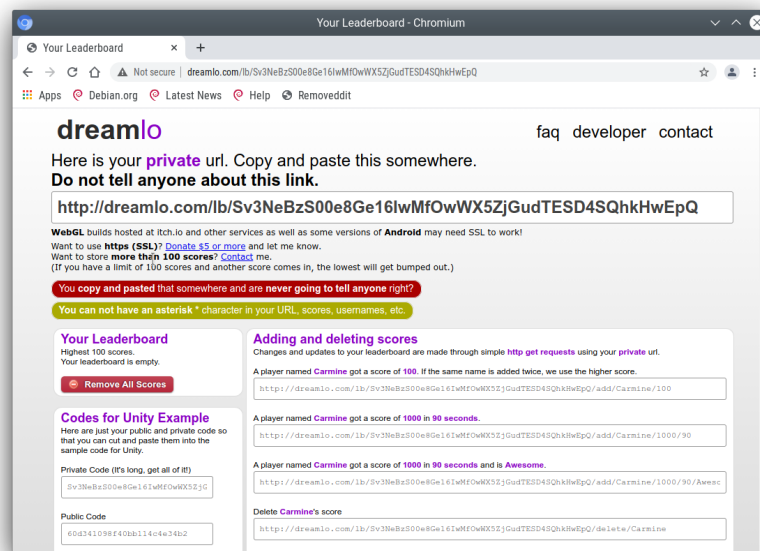 Your Leaderboard - Chromium
Your Leaderboard × +
Not secure | dreamlo.com/lb/Sv3NeBzS00e8Ge16IwMfOwWX5ZjGudTESD4SQhkHwEpQ
Apps Debian.org Latest News Help Removeddit
dreamlo
faq developer contact
Here is your private url. Copy and paste this somewhere.
Do not tell anyone about this link.
http://dreamlo.com/lb/Sv3NeBzS00e8Ge16IwMfOwWX5ZjGudTESD4SQhkHwEpQ
WebGL builds hosted at itch.io and other services as well as some versions of Android may need SSL to work!
Want to use https (SSL)? Donate $5 or more and let me know.
Want to store more than 100 scores? Contact me.
(If you have a limit of 100 scores and another score comes in, the lowest will get bumped out.)
You copy and pasted that somewhere and are never going to tell anyone right?
You can not have an asterisk * character in your URL, scores, usernames, etc.
Your Leaderboard
Highest 100 scores.
Your leaderboard is empty.
Remove All Scores
Codes for Unity Example
Here are just your public and private code so
that you can cut and paste them into the
sample code for Unity.
Private Code (It's long, get all of it!)
Sv3NeBzS00e8Ge16IwMfOwWX5ZjG
Public Code
60d341098f40bb114c4e34b2
Adding and deleting scores
Changes and updates to your leaderboard are made through simple http get requests using your private url.
A player named Carmine got a score of 100. If the same name is added twice, we use the higher score.
http://dreamlo.com/lb/Sv3NeBzS00e8Ge16IwMfOwWX5ZjGudTESD4SQhkHwEpQ/add/Carmine/100
A player named Carmine got a score of 1000 in 90 seconds.
http://dreamlo.com/lb/Sv3NeBzS00e8Ge16IwMfOwWX5ZjGudTESD4SQhkHwEpQ/add/Carmine/1000/90
A player named Carmine got a score of 1000 in 90 seconds and is Awesome.
http://dreamlo.com/lb/Sv3NeBzS00e8Ge16IwMfOwWX5ZjGudTESD4SQhkHwEpQ/add/Carmine/1000/90/Aweso
Delete Carmine's score
http://dreamlo.com/lb/Sv3NeBzS00e8Ge16IwMfOwWX5ZjGudTESD4SQhkHwEpQ/delete/Carmine